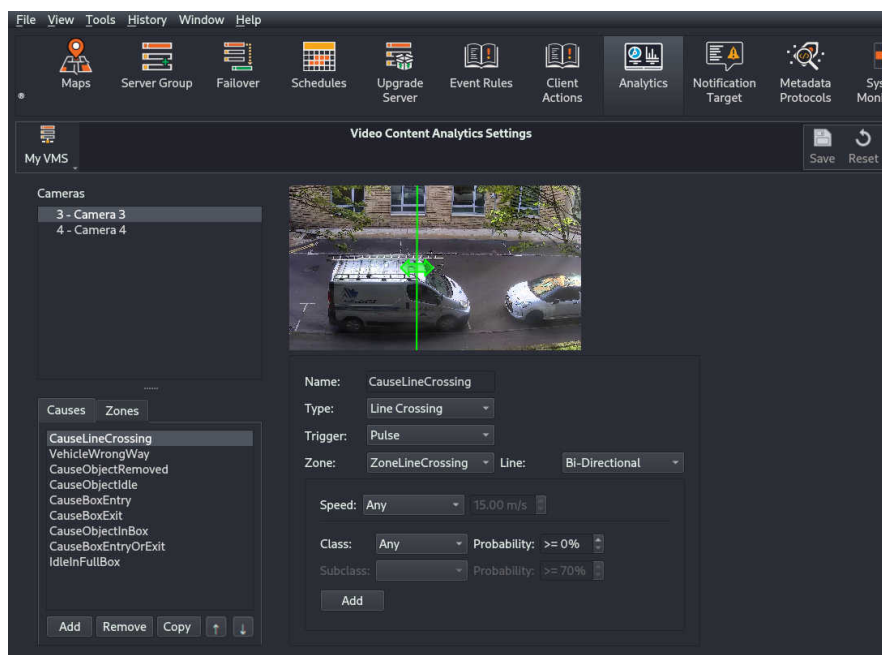 File View Tools History Window Help
Maps Server Group Failover Schedules Upgrade Server Event Rules Client Actions Analytics Notification Target Metadata Protocols
My VMS
Video Content Analytics Settings
Save Reset
Cameras
3 - Camera 3
4 - Camera 4
Causes Zones
CauseLineCrossing
VehicleWrongWay
CauseObjectRemoved
CauseObjectIdle
CauseBoxEntry
CauseBoxExit
CauseObjectInBox
CauseBoxEntryOrExit
IdleInFullBox
Add Remove Copy ↑ ↓
Name: CauseLineCrossing
Type: Line Crossing
Trigger: Pulse
Zone: ZoneLineCrossing Line: Bi-Directional
Speed: Any 15.00 m/s
Class: Any Probability: >= 0%
Subclass: Probability: >= 70%
Add